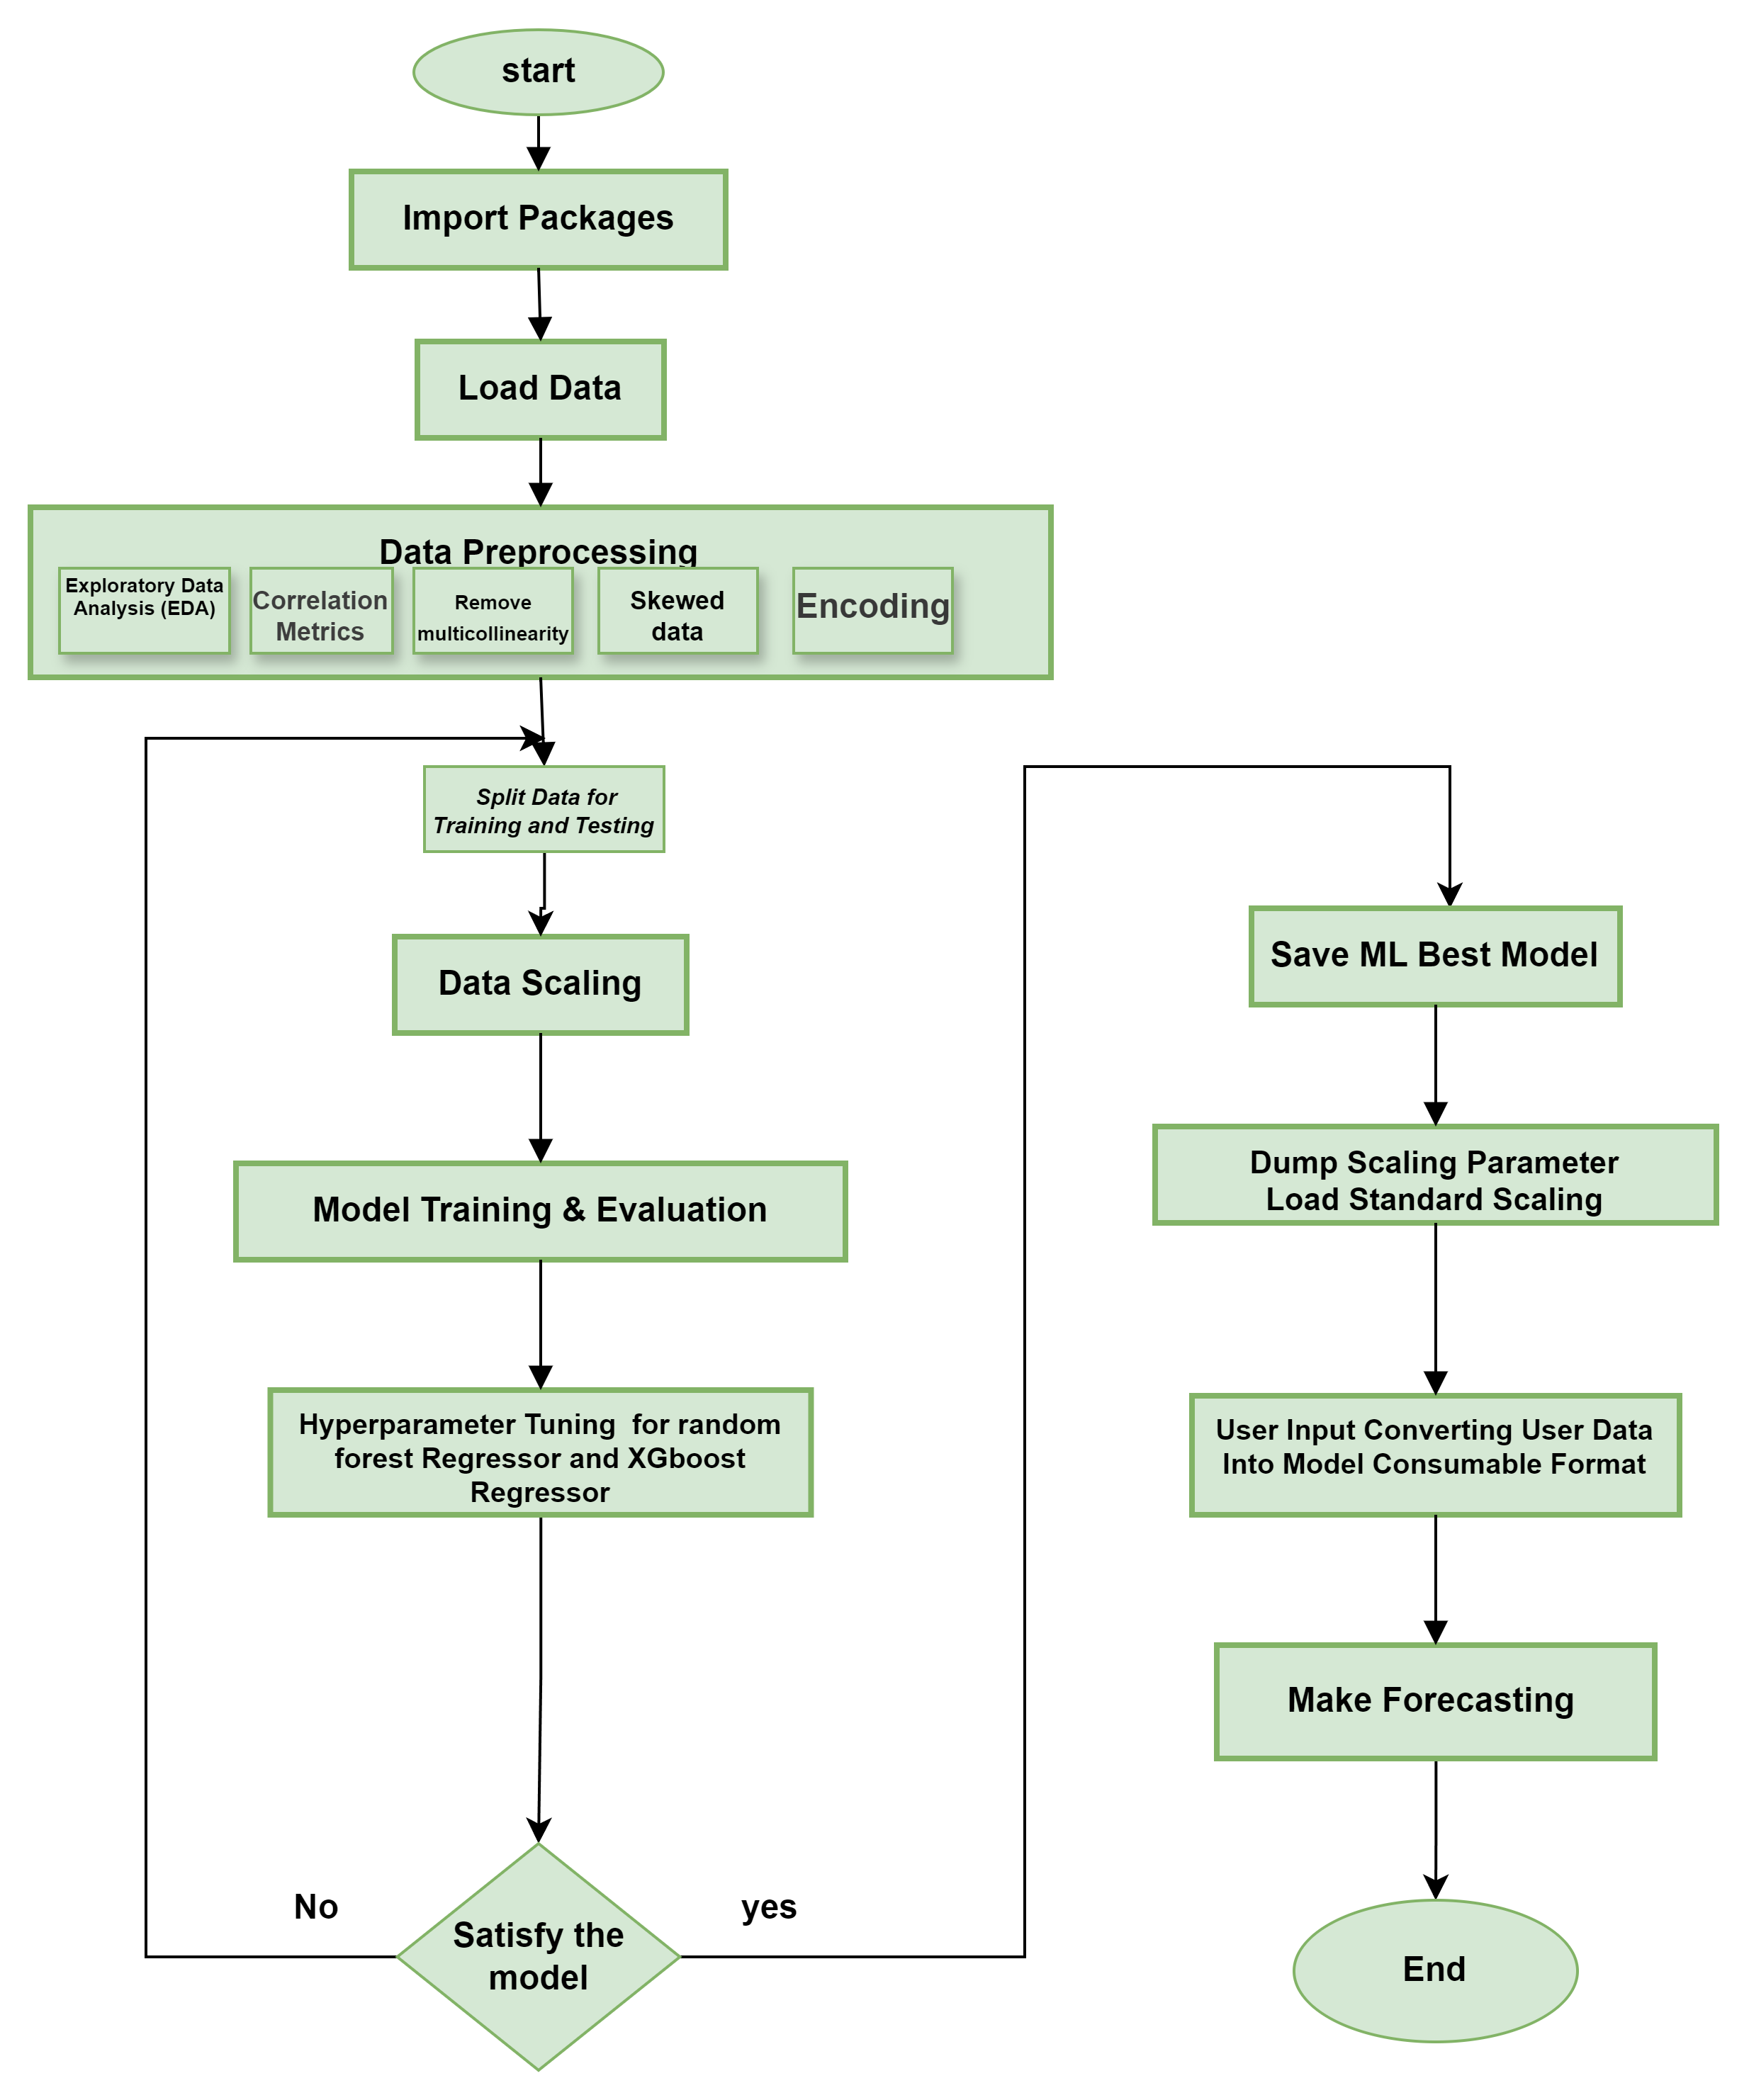 start
Import Packages
Load Data
Data Preprocessing
Exploratory Data
Analysis (EDA)
Correlation
Metrics
Remove
multicollinearity
Skewed
data
Encoding
Split Data for
Training and Testing
Data Scaling
Model Training & Evaluation
Hyperparameter Tuning  for random
forest Regressor and XGboost
Regressor
No
Satisfy the
model
yes
Save ML Best Model
Dump Scaling Parameter
Load Standard Scaling
User Input Converting User Data
Into Model Consumable Format
Make Forecasting
End